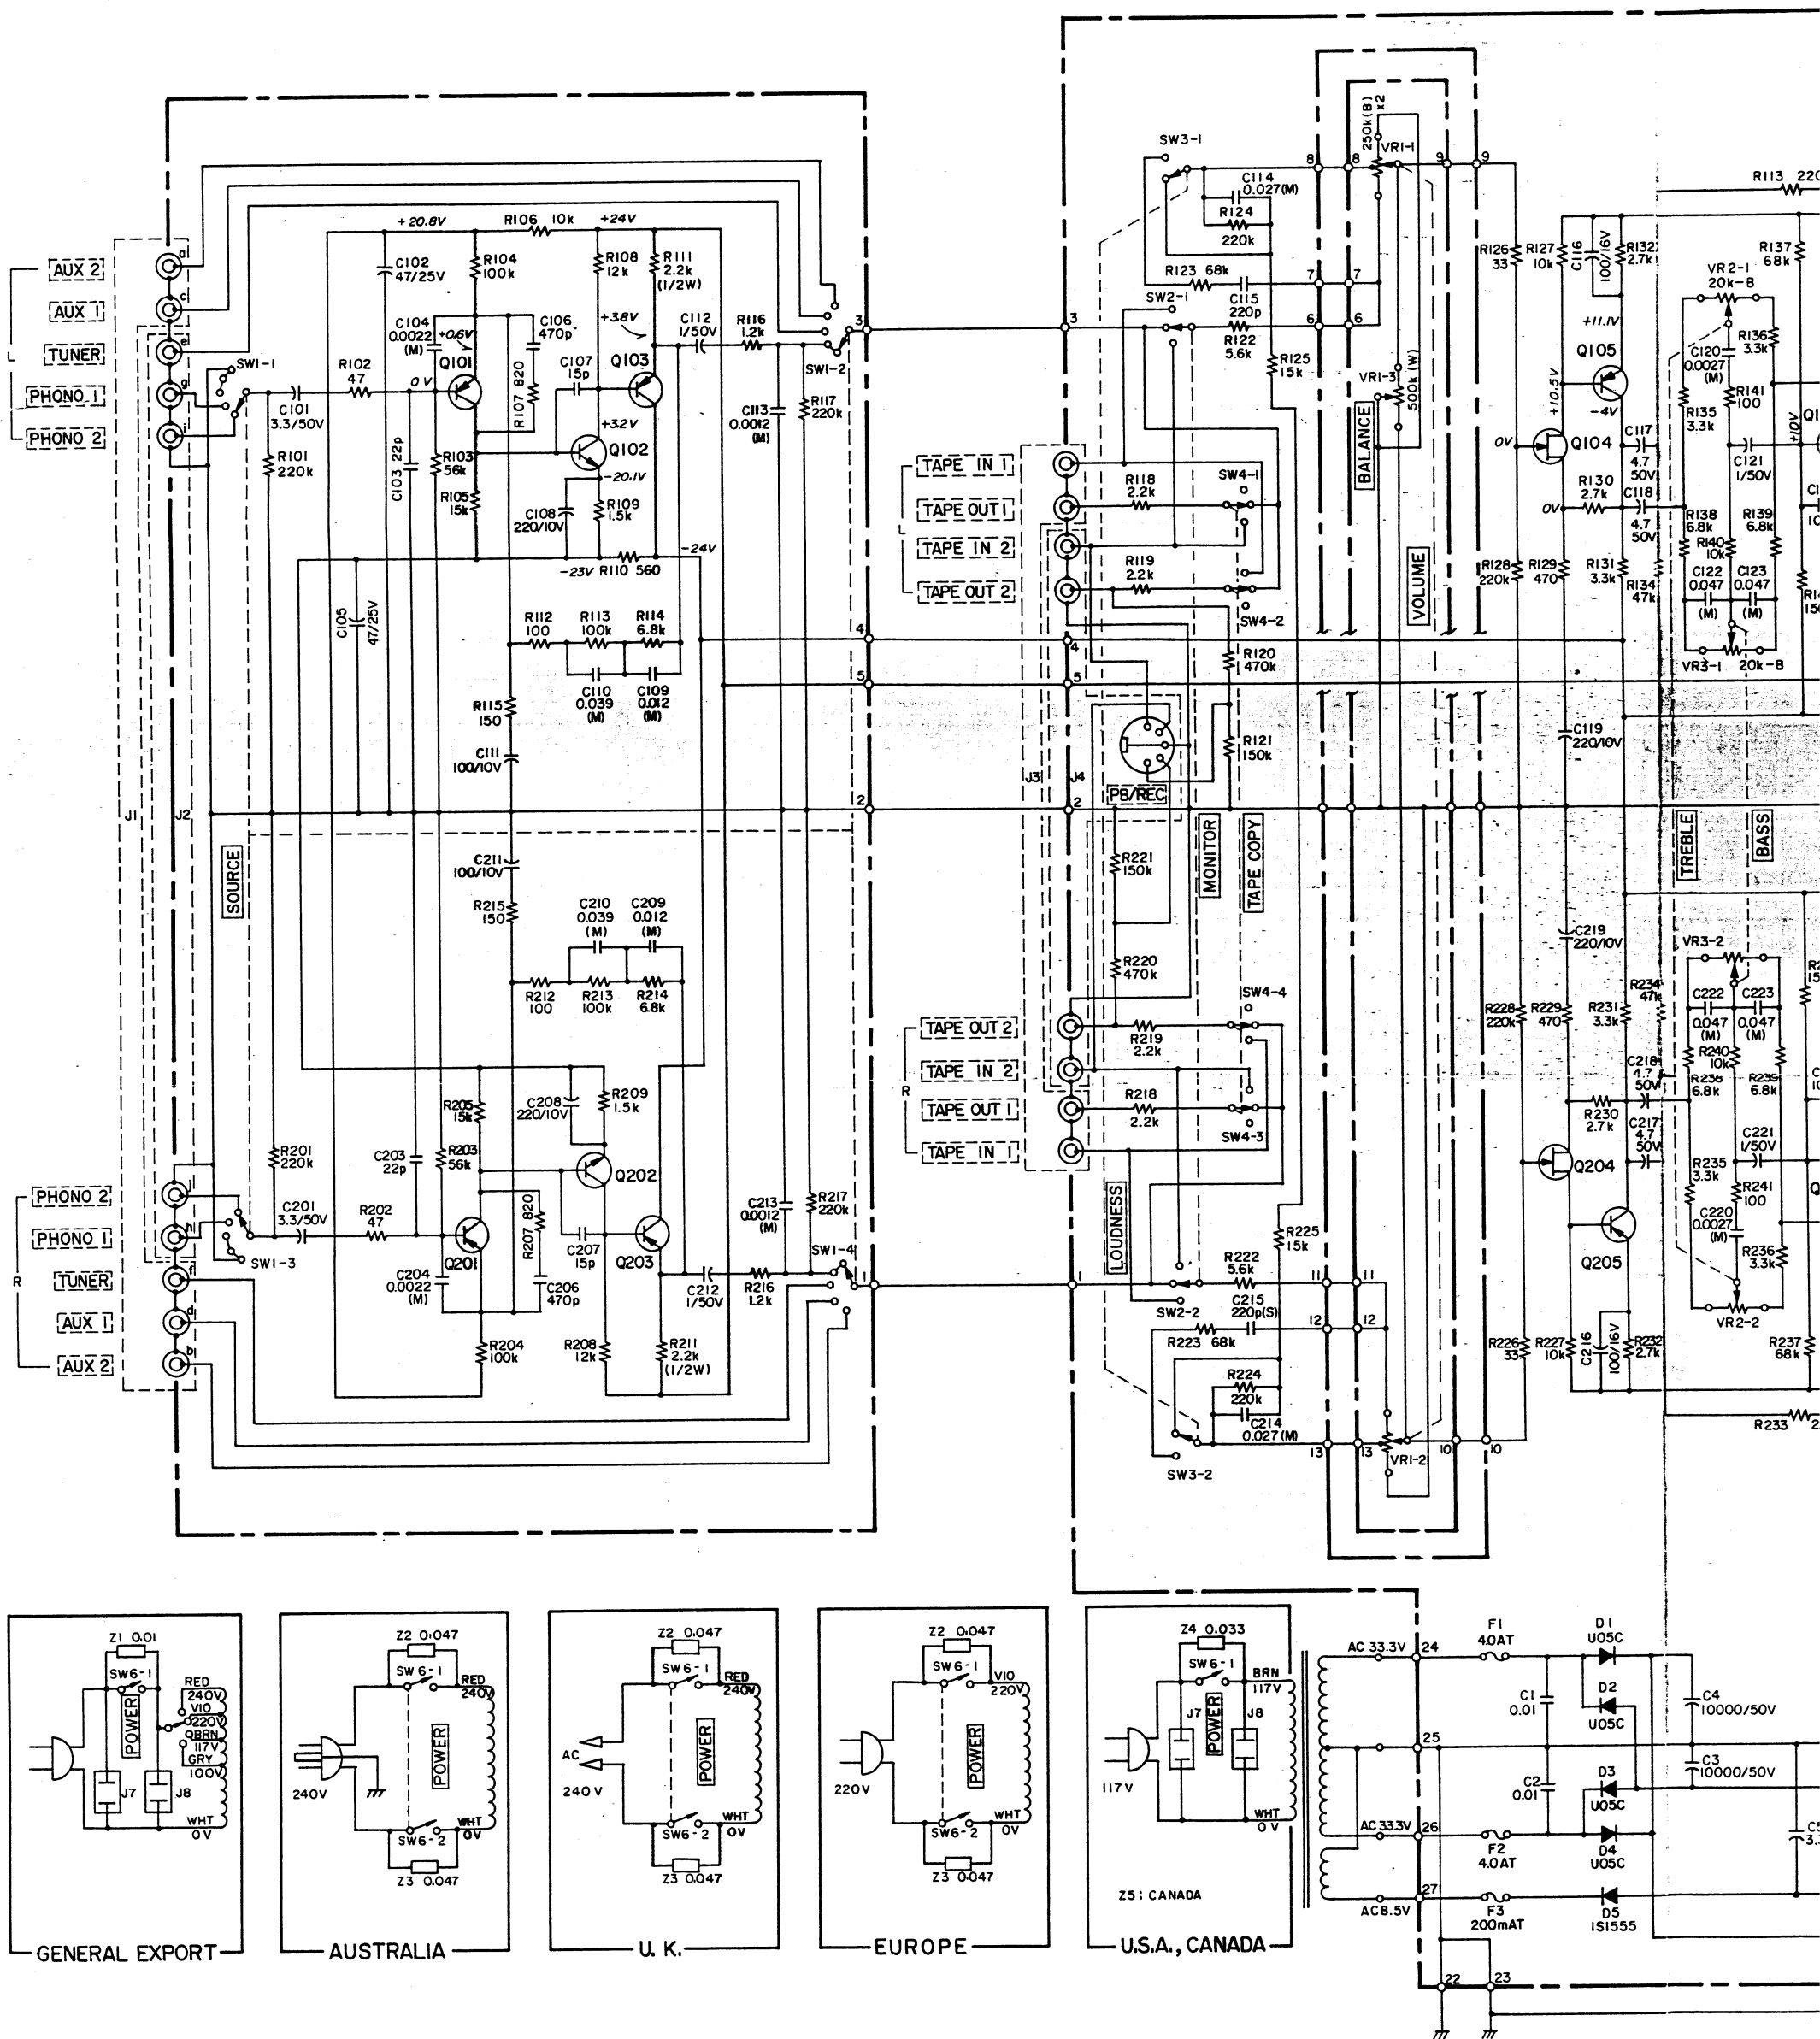 AUX 2
AUX 1
TUNER
PHONO 1
PHONO 2
L
a
c
e
g
i
SW1-1
J1
J2
SOURCE
C101
3.3/50V
R101
220k
R102
47
+20.8V
C102
47/25V
R104
100k
R106 10k
+24V
R108
12k
R111
2.2k
(1/2W)
C104
0.0022
(M)
+0.6V
Q101
0V
C106
470p
R107 820
C107
15p
+3.8V
Q103
C112
1/50V
R116
1.2k
SW1-2
3
C113
0.0012
(M)
R117
220k
+3.2V
Q102
-20.1V
C103 22p
R103
56k
R105
15k
C108
220/10V
R109
1.5k
-24V
-23V R110 560
C105
47/25V
R112
100
R113
100k
R114
6.8k
C110
0.039
(M)
C109
0.012
(M)
R115
150
C111
100/10V
4
5
2
C211
100/10V
R215
150
C210
0.039
(M)
C209
0.012
(M)
R212
100
R213
100k
R214
6.8k
R205
15k
C208
220/10V
R209
1.5k
R201
220k
C203
22p
R203
56k
Q202
C201
3.3/50V
R202
47
Q201
R207 820
C207
15p
Q203
C204
0.0022
(M)
C206
470p
C212
1/50V
R216
1.2k
C213
0.0012
(M)
R217
220k
SW1-4
1
R204
100k
R208
12k
R211
2.2k
(1/2W)
PHONO 2
PHONO 1
TUNER
AUX 1
AUX 2
R
j
h
f
d
b
SW1-3
SW3-1
C114
0.027(M)
R124
220k
R123 68k
C115
220p
SW2-1
R122
5.6k
R125
15k
3
8
8
7
7
6
6
250k(B)
x2
VR1-1
9
9
VR1-3
500k (W)
BALANCE
VOLUME
TAPE IN 1
TAPE OUT 1
TAPE IN 2
TAPE OUT 2
L
R118
2.2k
SW4-1
R119
2.2k
SW4-2
R120
470k
4
5
R121
150k
J3
J4
PB/REC
2
R221
150k
MONITOR
TAPE COPY
R220
470k
SW4-4
TAPE OUT 2
TAPE IN 2
TAPE OUT 1
TAPE IN 1
R
R219
2.2k
R218
2.2k
SW4-3
LOUDNESS
R225
15k
R222
5.6k
SW2-2
C215
220p(S)
R223 68k
R224
220k
C214
0.027(M)
SW3-2
1
11
11
12
12
13
13
VR1-2
10
10
R126
33
R127
10k
C116
100/16V
R132
2.7k
+11.1V
Q105
+10.5V
-4V
0V
Q104
C117
4.7
50V
R130
2.7k
C118
4.7
50V
0V
R128
220k
R129
470
R131
3.3k
R134
47k
R113 220
R137
68k
VR2-1
20k-B
R136
3.3k
C120
0.0027
(M)
R141
100
R135
3.3k
+10V
C121
1/50V
R138
6.8k
R139
6.8k
R140
10k
C122
0.047
(M)
C123
0.047
(M)
VR3-1 20k-B
C119
220/10V
TREBLE
BASS
C219
220/10V
VR3-2
R234
47k
C222
0.047
(M)
C223
0.047
(M)
R228
220k
R229
470
R231
3.3k
R240
10k
C218
4.7
50V
6.8k
6.8k
R230
2.7k
C217
4.7
50V
C221
1/50V
Q204
R235
3.3k
R241
100
C220
0.0027
(M)
Q205
R236
3.3k
VR2-2
R226
33
R227
10k
C216
100/16V
R232
2.7k
R237
68k
R233
Z1 0.01
SW6-1
POWER
RED
240V
VIO
220V
BRN
117V
GRY
100V
J7
J8
WHT
0V
GENERAL EXPORT
Z2 0.047
SW6-1
RED
240V
POWER
240V
WHT
0V
SW6-2
Z3 0.047
AUSTRALIA
Z2 0.047
SW6-1
RED
240V
AC
240V
POWER
WHT
0V
SW6-2
Z3 0.047
U. K.
Z2 0.047
SW6-1
VIO
220V
POWER
220V
WHT
0V
SW6-2
Z3 0.047
EUROPE
Z4 0.033
SW6-1
BRN
117V
J7
POWER
J8
117V
WHT
0V
Z5: CANADA
U.S.A., CANADA
AC 33.3V
24
F1
4.0AT
D1
U05C
C1
0.01
D2
U05C
C4
10000/50V
25
C2
0.01
D3
U05C
C3
10000/50V
AC 33.3V
26
F2
4.0AT
D4
U05C
27
AC8.5V
F3
200mAT
D5
1S1555
22
23